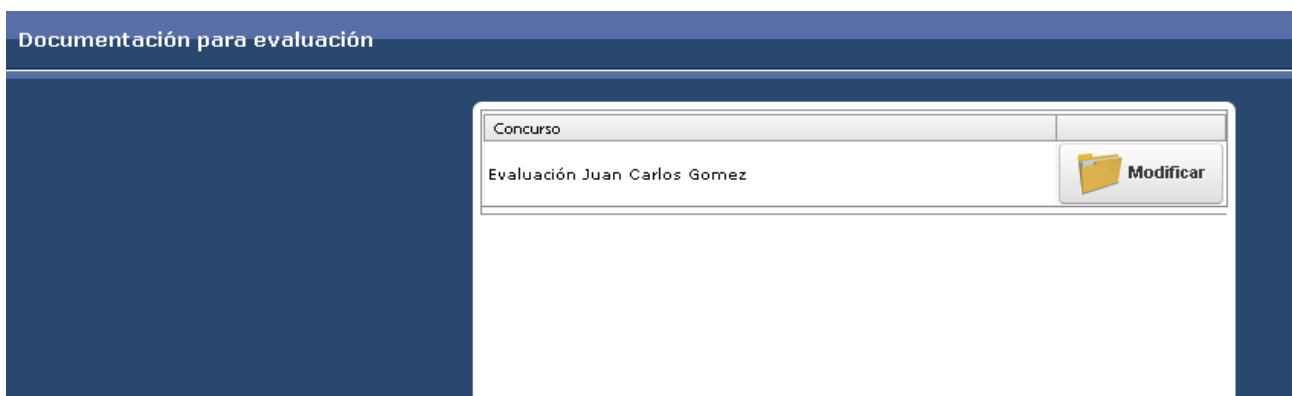 Documentación para evaluación
Concurso
Evaluación Juan Carlos Gomez
Modificar